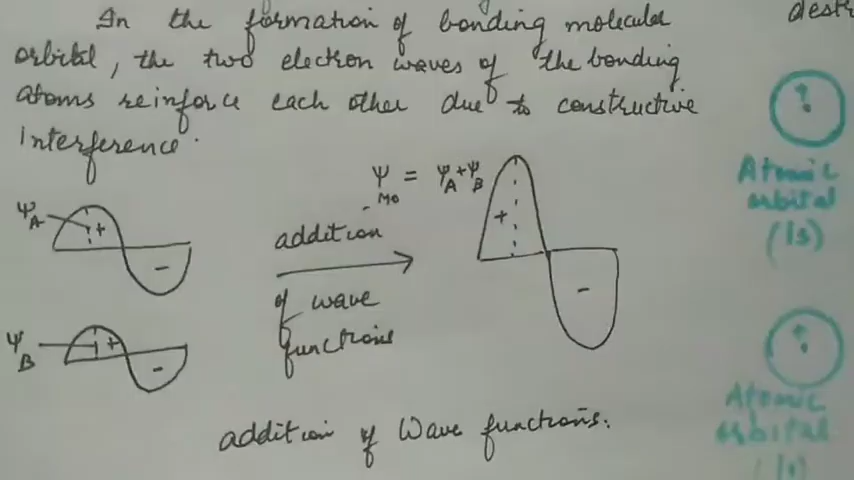 In the formation of bonding molecular
orbital, the two electron waves of the bonding
atoms reinforce each other due to constructive
interference.
ΨMO = ΨA+ΨB
ΨA
+
-
addition
of wave
functions
+
-
ΨB
+
-
addition of Wave functions.
destr
Atomic
orbital
(1s)
Atomic
orbital